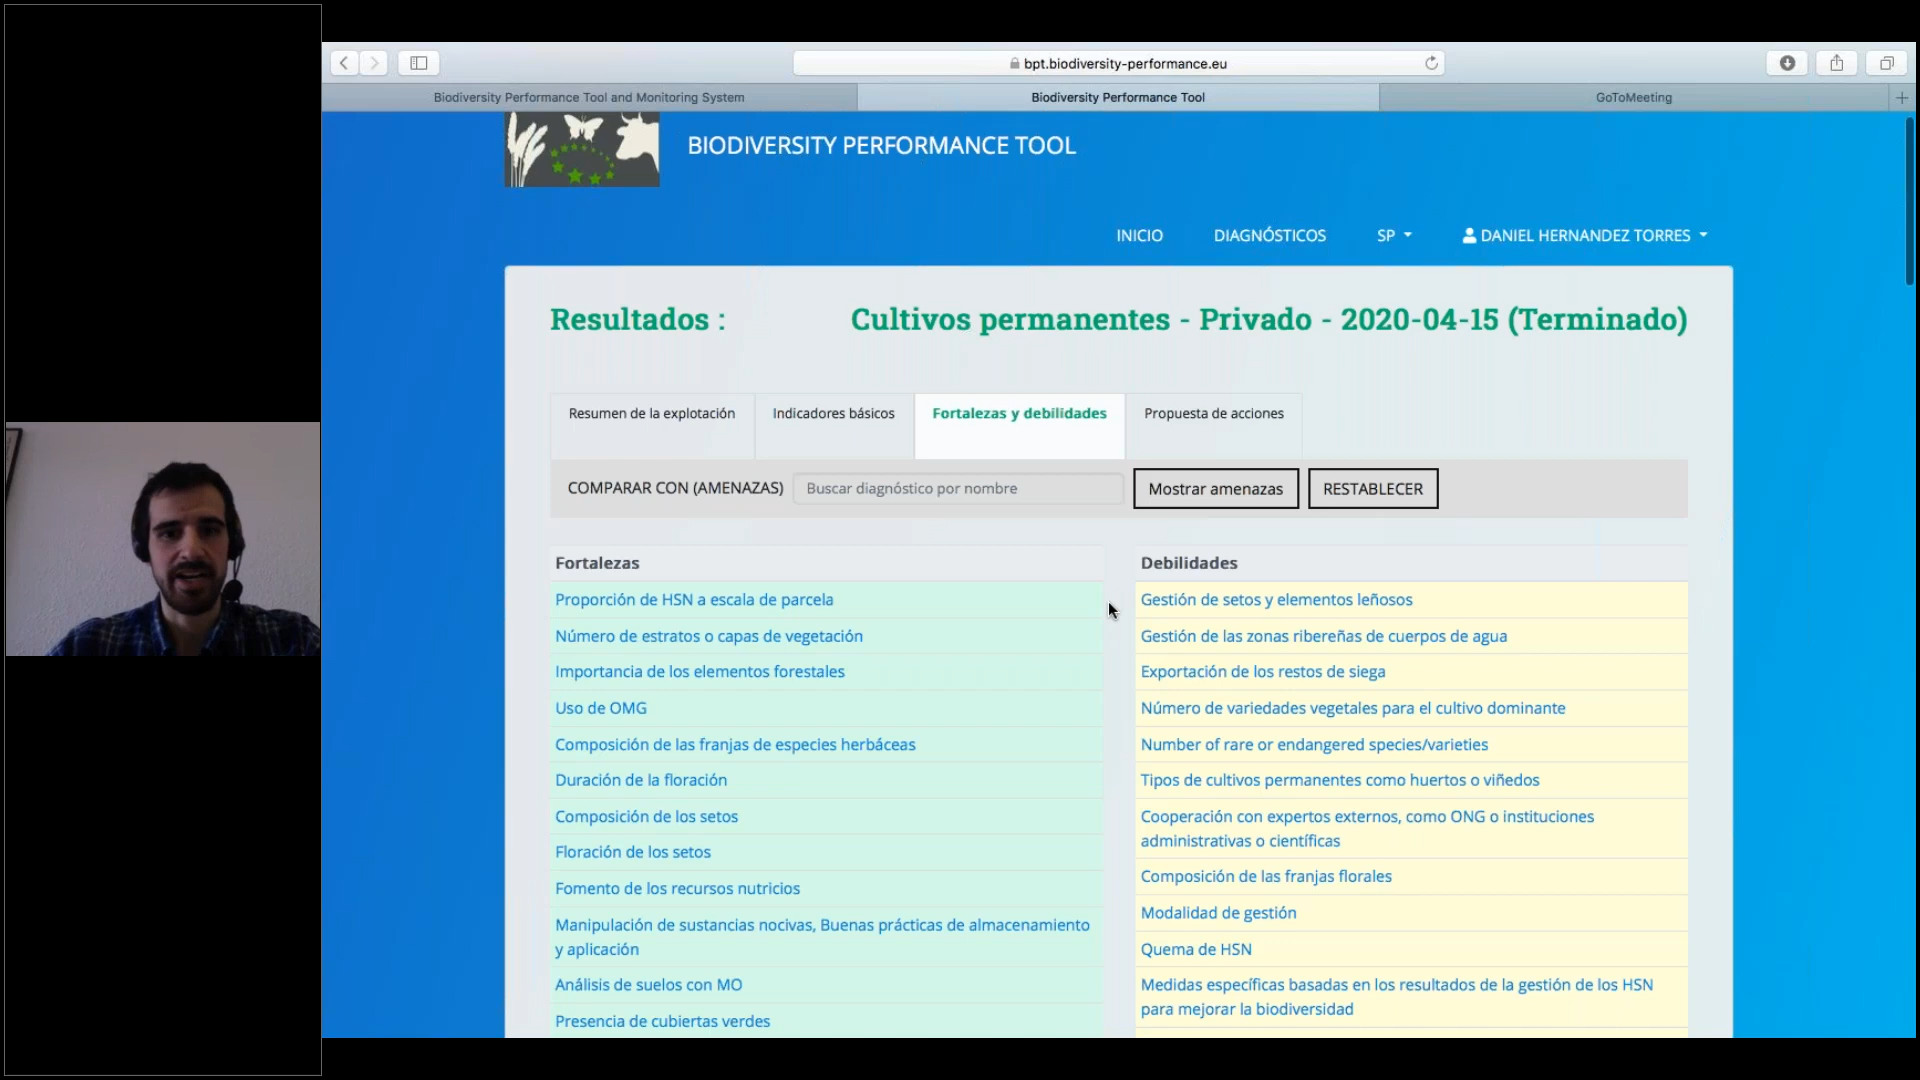 bpt.biodiversity-performance.eu
Biodiversity Performance Tool and Monitoring System
Biodiversity Performance Tool
GoToMeeting
BIODIVERSITY PERFORMANCE TOOL
INICIO
DIAGNÓSTICOS
SP
DANIEL HERNANDEZ TORRES
Resultados :
Cultivos permanentes - Privado - 2020-04-15 (Terminado)
Resumen de la explotación
Indicadores básicos
Fortalezas y debilidades
Propuesta de acciones
COMPARAR CON (AMENAZAS)
Buscar diagnóstico por nombre
Mostrar amenazas
RESTABLECER
Fortalezas
Proporción de HSN a escala de parcela
Número de estratos o capas de vegetación
Importancia de los elementos forestales
Uso de OMG
Composición de las franjas de especies herbáceas
Duración de la floración
Composición de los setos
Floración de los setos
Fomento de los recursos nutricios
Manipulación de sustancias nocivas, Buenas prácticas de almacenamiento
y aplicación
Análisis de suelos con MO
Presencia de cubiertas verdes
Debilidades
Gestión de setos y elementos leñosos
Gestión de las zonas ribereñas de cuerpos de agua
Exportación de los restos de siega
Número de variedades vegetales para el cultivo dominante
Number of rare or endangered species/varieties
Tipos de cultivos permanentes como huertos o viñedos
Cooperación con expertos externos, como ONG o instituciones
administrativas o científicas
Composición de las franjas florales
Modalidad de gestión
Quema de HSN
Medidas específicas basadas en los resultados de la gestión de los HSN
para mejorar la biodiversidad